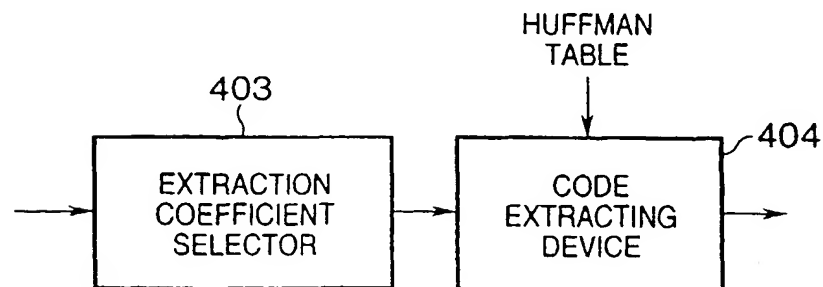 HUFFMAN
TABLE
403
404
EXTRACTION
COEFFICIENT
SELECTOR
CODE
EXTRACTING
DEVICE